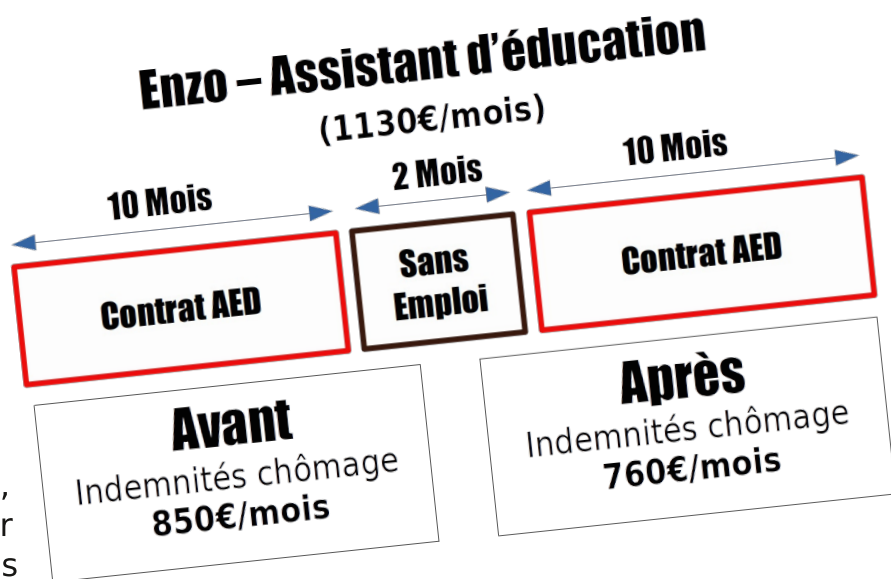 Enzo – Assistant d’éducation
(1130€/mois)
10 Mois
2 Mois
10 Mois
Contrat AED
Sans
Emploi
Contrat AED
Avant
Indemnités chômage
850€/mois
Après
Indemnités chômage
760€/mois
,
r
s